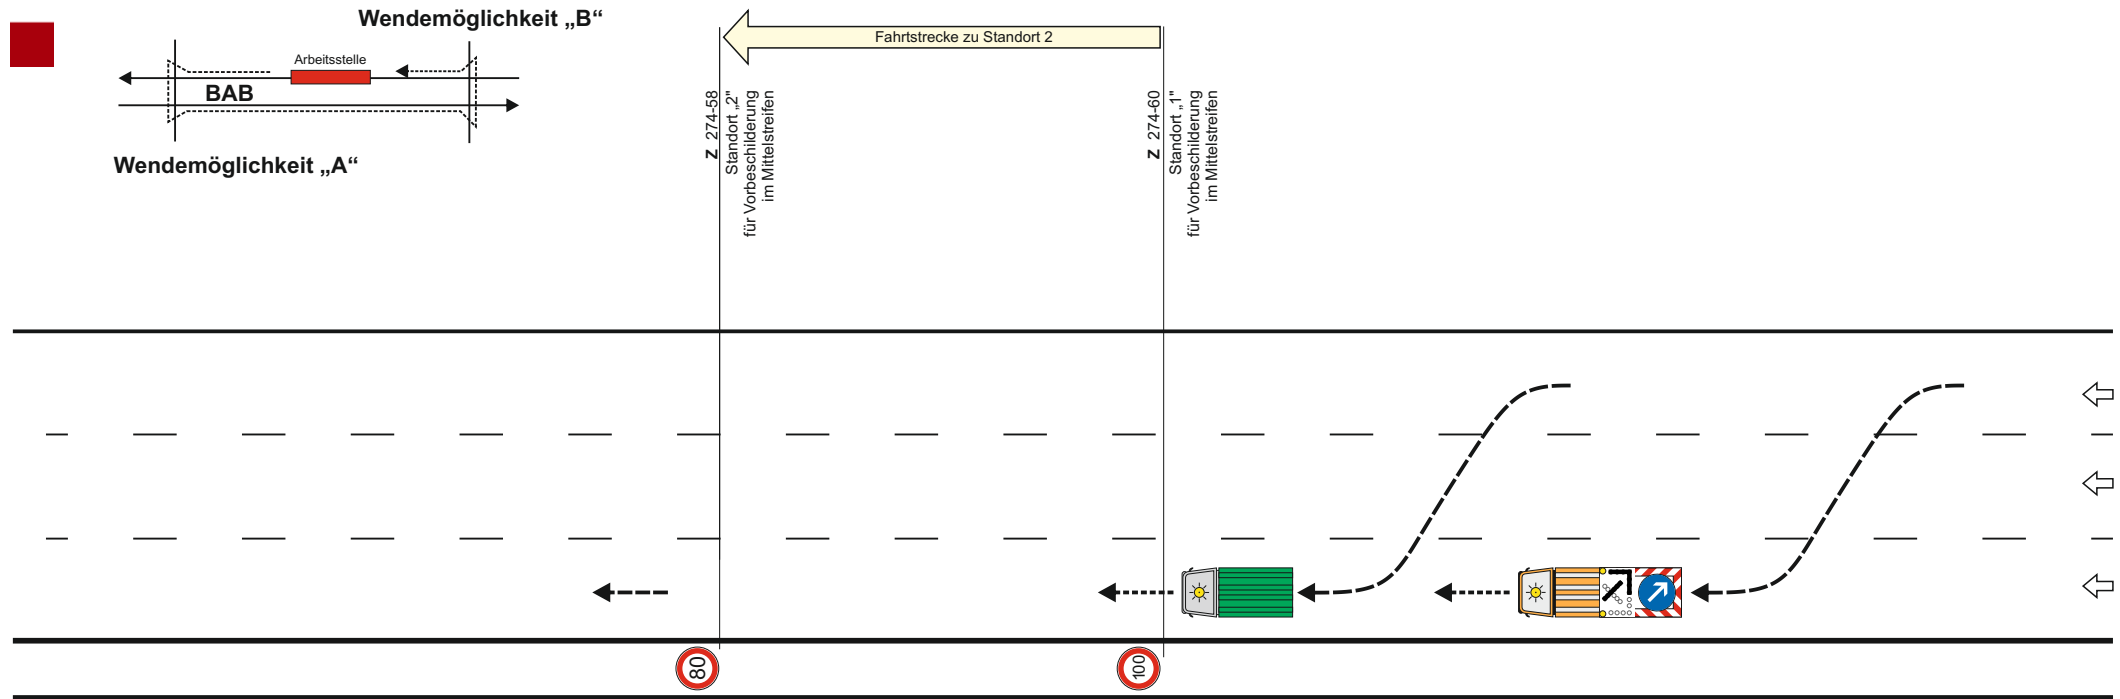 Wendemöglichkeit „B“
Arbeitsstelle
BAB
Wendemöglichkeit „A“
Fahrtstrecke zu Standort 2
Z 274-58
Standort „2"
für Vorbeschilderung
im Mittelstreifen
Z 274-60
Standort „1"
für Vorbeschilderung
im Mittelstreifen
80
100